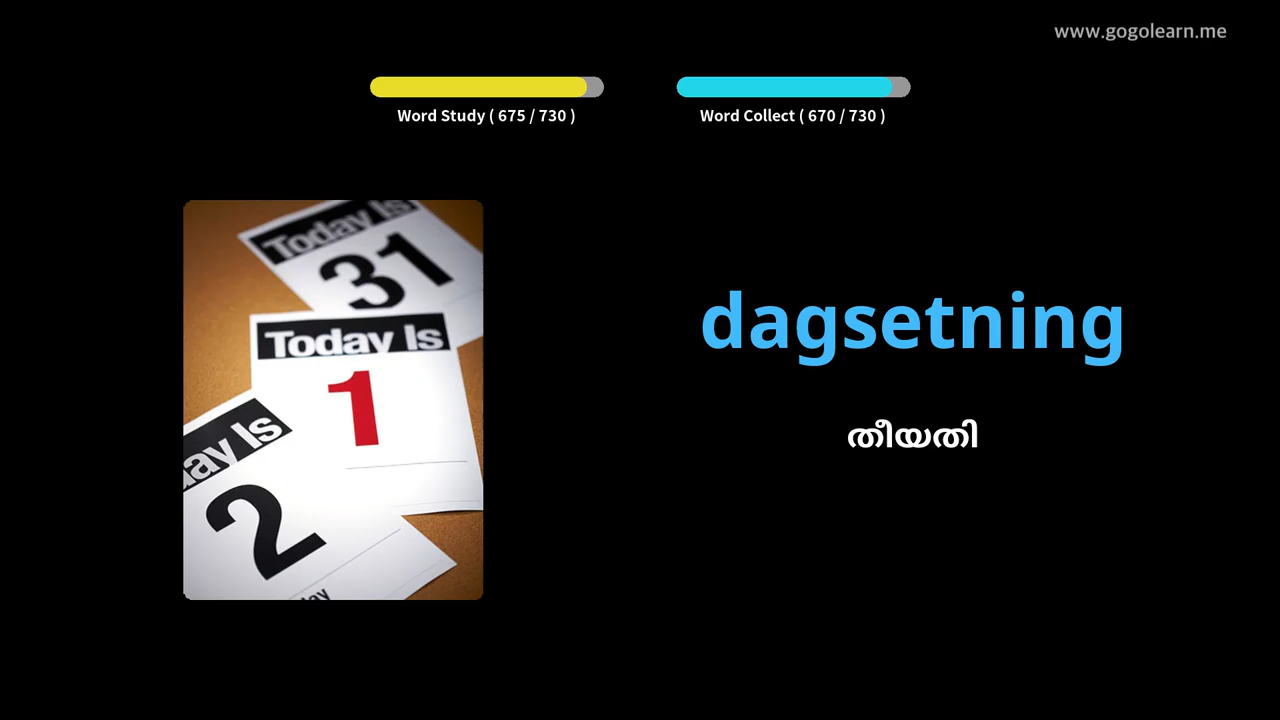 www.gogolearn.me
Word Study ( 675 / 730 )
Word Collect ( 670 / 730 )
Today Is
31
Today Is
1
ay Is
2
dagsetning
തീയതി